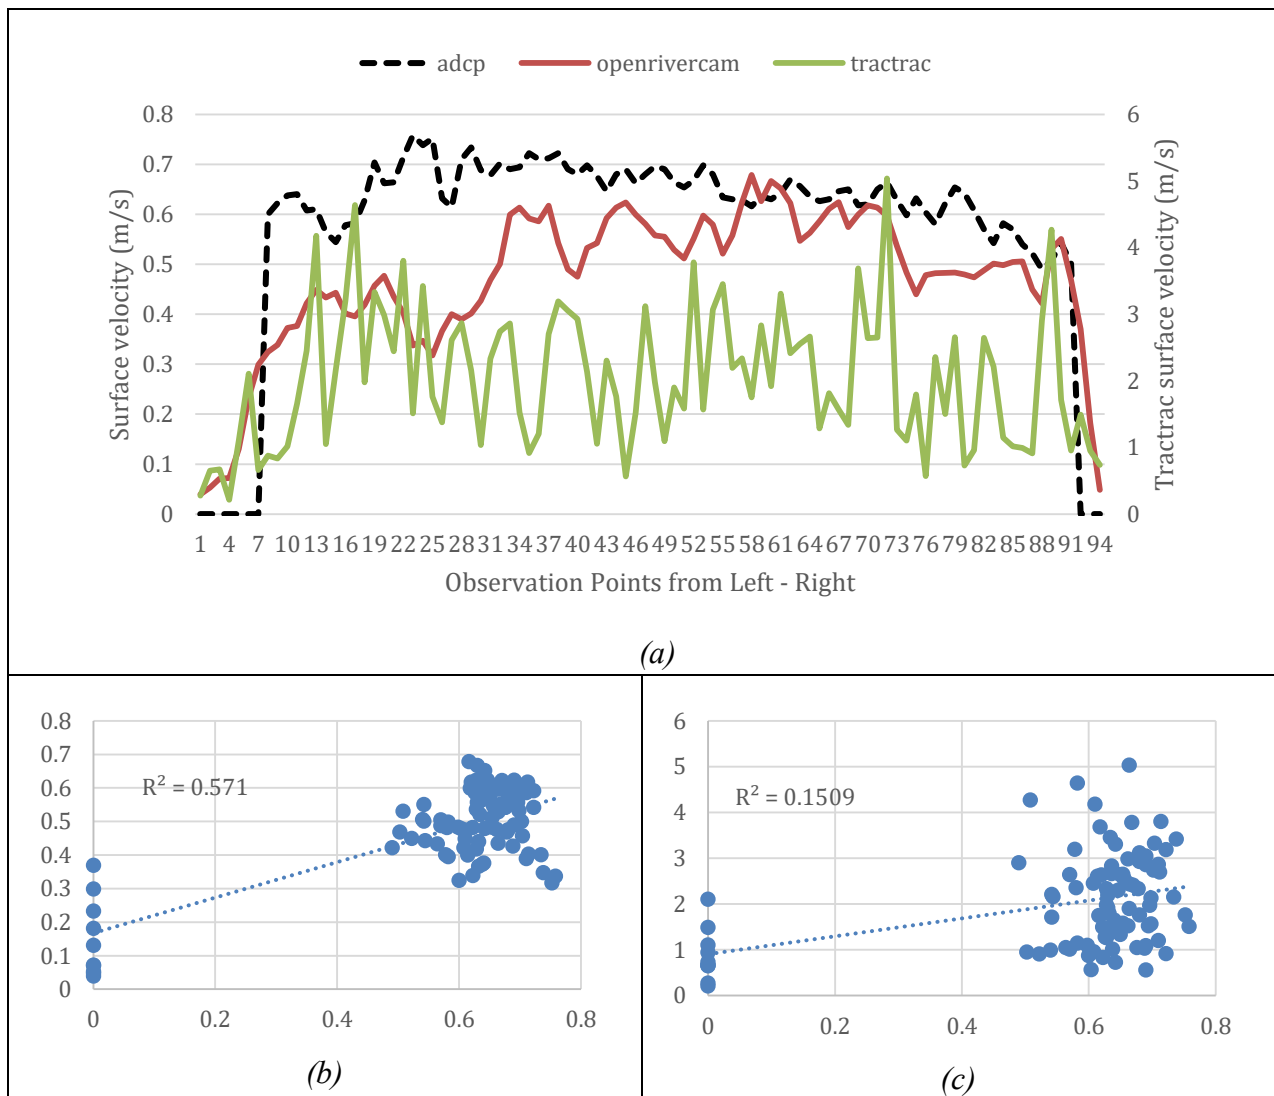 adcp openrivercam tractrac
0.8 6
0.7 5
0.6
0.5 4
0.4 3
0.3
0.2 2
0.1 1
0 0
Surface velocity (m/s)
Tractrac surface velocity (m/s)
1 4 7 10 13 16 19 22 25 28 31 34 37 40 43 46 49 52 55 58 61 64 67 70 73 76 79 82 85 88 91 94
Observation Points from Left - Right
(a)
0.8
0.7
0.6
0.5
0.4
0.3
0.2
0.1
0
R² = 0.571
0 0.2 0.4 0.6 0.8
(b)
6
5
4
3
2
1
0
R² = 0.1509
0 0.2 0.4 0.6 0.8
(c)